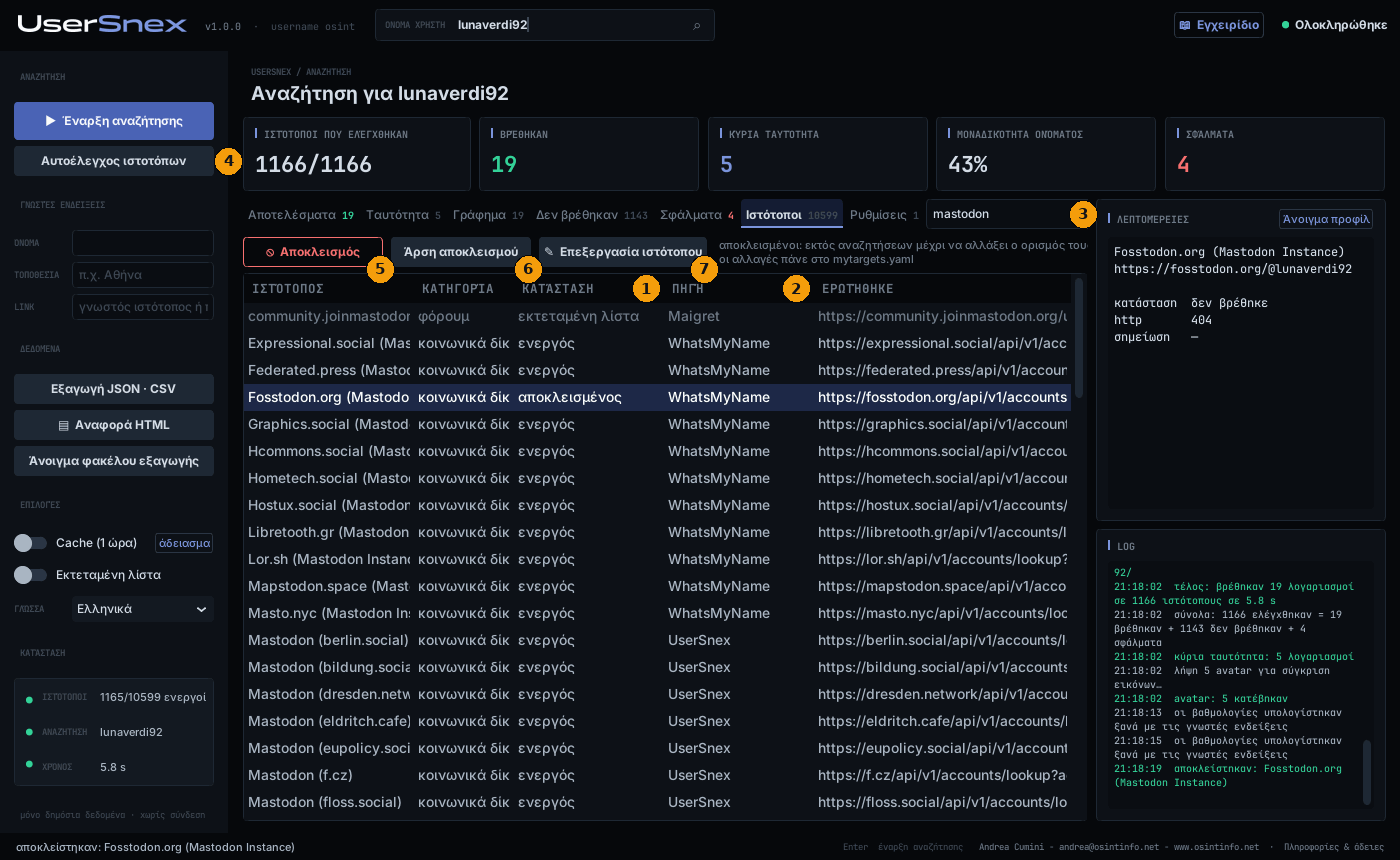 UserSnex v1.0.0 · username osint
ΟΝΟΜΑ ΧΡΗΣΤΗ lunaverdi92
Εγχειρίδιο
Ολοκληρώθηκε
ΑΝΑΖΗΤΗΣΗ
▶ Έναρξη αναζήτησης
Αυτοέλεγχος ιστοτόπων
4
ΓΝΩΣΤΕΣ ΕΝΔΕΙΞΕΙΣ
ΟΝΟΜΑ
ΤΟΠΟΘΕΣΙΑ π.χ. Αθήνα
LINK γνωστός ιστότοπος ή
ΔΕΔΟΜΕΝΑ
Εξαγωγή JSON · CSV
Αναφορά HTML
Άνοιγμα φακέλου εξαγωγής
ΕΠΙΛΟΓΕΣ
Cache (1 ώρα) άδειασμα
Εκτεταμένη λίστα
ΓΛΩΣΣΑ Ελληνικά
ΚΑΤΑΣΤΑΣΗ
ΙΣΤΟΤΟΠΟΙ 1165/10599 ενεργοί
ΑΝΑΖΗΤΗΣΗ lunaverdi92
ΧΡΟΝΟΣ 5.8 s
μόνο δημόσια δεδομένα · χωρίς σύνδεση
USERSNEX / ΑΝΑΖΗΤΗΣΗ
Αναζήτηση για lunaverdi92
ΙΣΤΟΤΟΠΟΙ ΠΟΥ ΕΛΕΓΧΘΗΚΑΝ
1166/1166
ΒΡΕΘΗΚΑΝ
19
ΚΥΡΙΑ ΤΑΥΤΟΤΗΤΑ
5
ΜΟΝΑΔΙΚΟΤΗΤΑ ΟΝΟΜΑΤΟΣ
43%
ΣΦΑΛΜΑΤΑ
4
Αποτελέσματα 19 Ταυτότητα 5 Γράφημα 19 Δεν βρέθηκαν 1143 Σφάλματα 4 Ιστότοποι 10599 Ρυθμίσεις 1 mastodon 3
Αποκλεισμός 5 Άρση αποκλεισμού 6 ✎ Επεξεργασία ιστότοπου 7
αποκλεισμένοι: εκτός αναζητήσεων μέχρι να αλλάξει ο ορισμός του
οι αλλαγές πάνε στο mytargets.yaml
ΙΣΤΟΤΟΠΟΣ ΚΑΤΗΓΟΡΙΑ ΚΑΤΑΣΤΑΣΗ 1 ΠΗΓΗ 2 ΕΡΩΤΗΘΗΚΕ
community.joinmastodon φόρουμ εκτεταμένη λίστα Maigret https://community.joinmastodon.org/u
Expressional.social (Mas κοινωνικά δίκ ενεργός WhatsMyName https://expressional.social/api/v1/acc
Federated.press (Mastod κοινωνικά δίκ ενεργός WhatsMyName https://federated.press/api/v1/accoun
Fosstodon.org (Mastodo κοινωνικά δίκ αποκλεισμένος WhatsMyName https://fosstodon.org/api/v1/accounts
Graphics.social (Mastod κοινωνικά δίκ ενεργός WhatsMyName https://graphics.social/api/v1/account
Hcommons.social (Mast κοινωνικά δίκ ενεργός WhatsMyName https://hcommons.social/api/v1/accou
Hometech.social (Masto κοινωνικά δίκ ενεργός WhatsMyName https://hometech.social/api/v1/accour
Hostux.social (Mastodon κοινωνικά δίκ ενεργός WhatsMyName https://hostux.social/api/v1/accounts/
Libretooth.gr (Mastodon κοινωνικά δίκ ενεργός WhatsMyName https://libretooth.gr/api/v1/accounts/l
Lor.sh (Mastodon Instanc κοινωνικά δίκ ενεργός WhatsMyName https://lor.sh/api/v1/accounts/lookup?
Mapstodon.space (Mast κοινωνικά δίκ ενεργός WhatsMyName https://mapstodon.space/api/v1/acco
Masto.nyc (Mastodon In κοινωνικά δίκ ενεργός WhatsMyName https://masto.nyc/api/v1/accounts/loc
Mastodon (berlin.social) κοινωνικά δίκ ενεργός UserSnex https://berlin.social/api/v1/accounts/l
Mastodon (bildung.socia κοινωνικά δίκ ενεργός UserSnex https://bildung.social/api/v1/accounts
Mastodon (dresden.netw κοινωνικά δίκ ενεργός UserSnex https://dresden.network/api/v1/accou
Mastodon (eldritch.cafe) κοινωνικά δίκ ενεργός UserSnex https://eldritch.cafe/api/v1/accounts/l
Mastodon (eupolicy.soci κοινωνικά δίκ ενεργός UserSnex https://eupolicy.social/api/v1/account
Mastodon (f.cz) κοινωνικά δίκ ενεργός UserSnex https://f.cz/api/v1/accounts/lookup?a
Mastodon (floss.social) κοινωνικά δίκ ενεργός UserSnex https://floss.social/api/v1/accounts/lo
ΛΕΠΤΟΜΕΡΕΙΕΣ Άνοιγμα προφίλ
Fosstodon.org (Mastodon Instance)
https://fosstodon.org/@lunaverdi92
κατάσταση δεν βρέθηκε
http 404
σημείωση —
LOG
92/
21:18:02 τέλος: βρέθηκαν 19 λογαριασμοί
σε 1166 ιστότοπους σε 5.8 s
21:18:02 σύνολα: 1166 ελέγχθηκαν = 19
βρέθηκαν + 1143 δεν βρέθηκαν + 4
σφάλματα
21:18:02 κύρια ταυτότητα: 5 λογαριασμοί
21:18:02 λήψη 5 avatar για σύγκριση
εικόνων…
21:18:02 avatar: 5 κατέβηκαν
21:18:13 οι βαθμολογίες υπολογίστηκαν
ξανά με τις γνωστές ενδείξεις
21:18:15 οι βαθμολογίες υπολογίστηκαν
ξανά με τις γνωστές ενδείξεις
21:18:19 αποκλείστηκαν: Fosstodon.org
(Mastodon Instance)
αποκλείστηκαν: Fosstodon.org (Mastodon Instance)
Enter έναρξη αναζήτησης Andrea Cumini - andrea@osintinfo.net - www.osintinfo.net · Πληροφορίες & άδειες